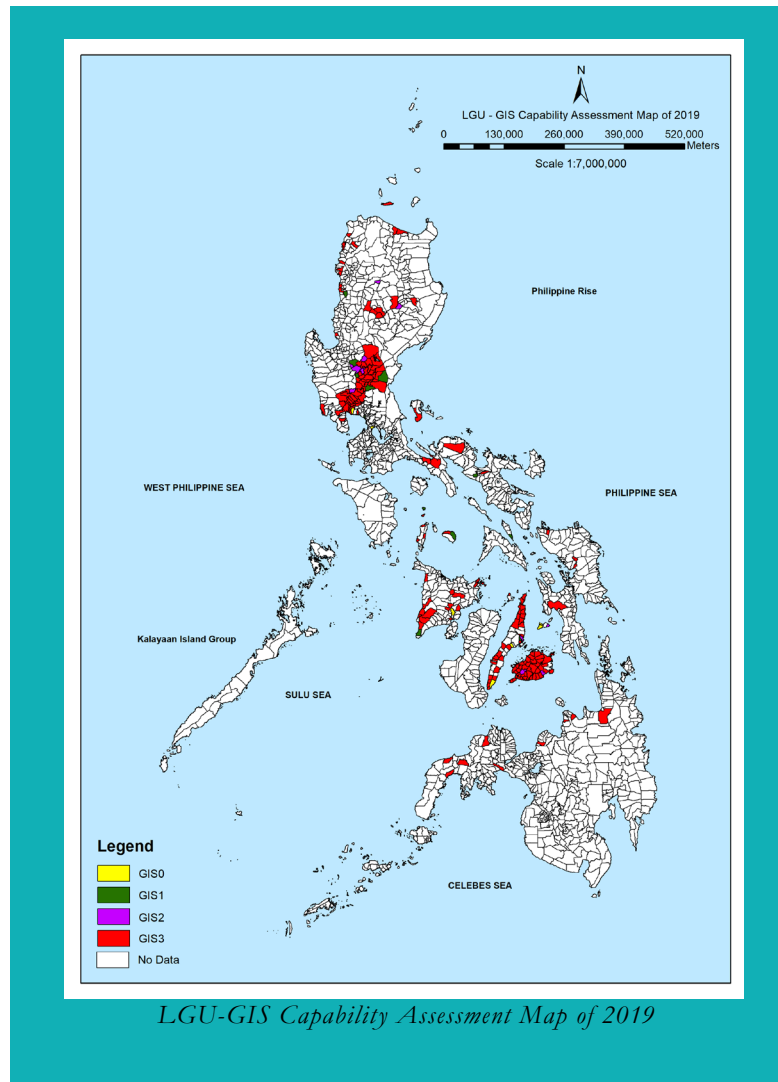 N
LGU - GIS Capability Assessment Map of 2019
0 130,000 260,000 390,000 520,000
Meters
Scale 1:7,000,000
Philippine Rise
WEST PHILIPPINE SEA
PHILIPPINE SEA
Kalayaan Island Group
SULU SEA
CELEBES SEA
Legend
GIS0
GIS1
GIS2
GIS3
No Data
LGU-GIS Capability Assessment Map of 2019